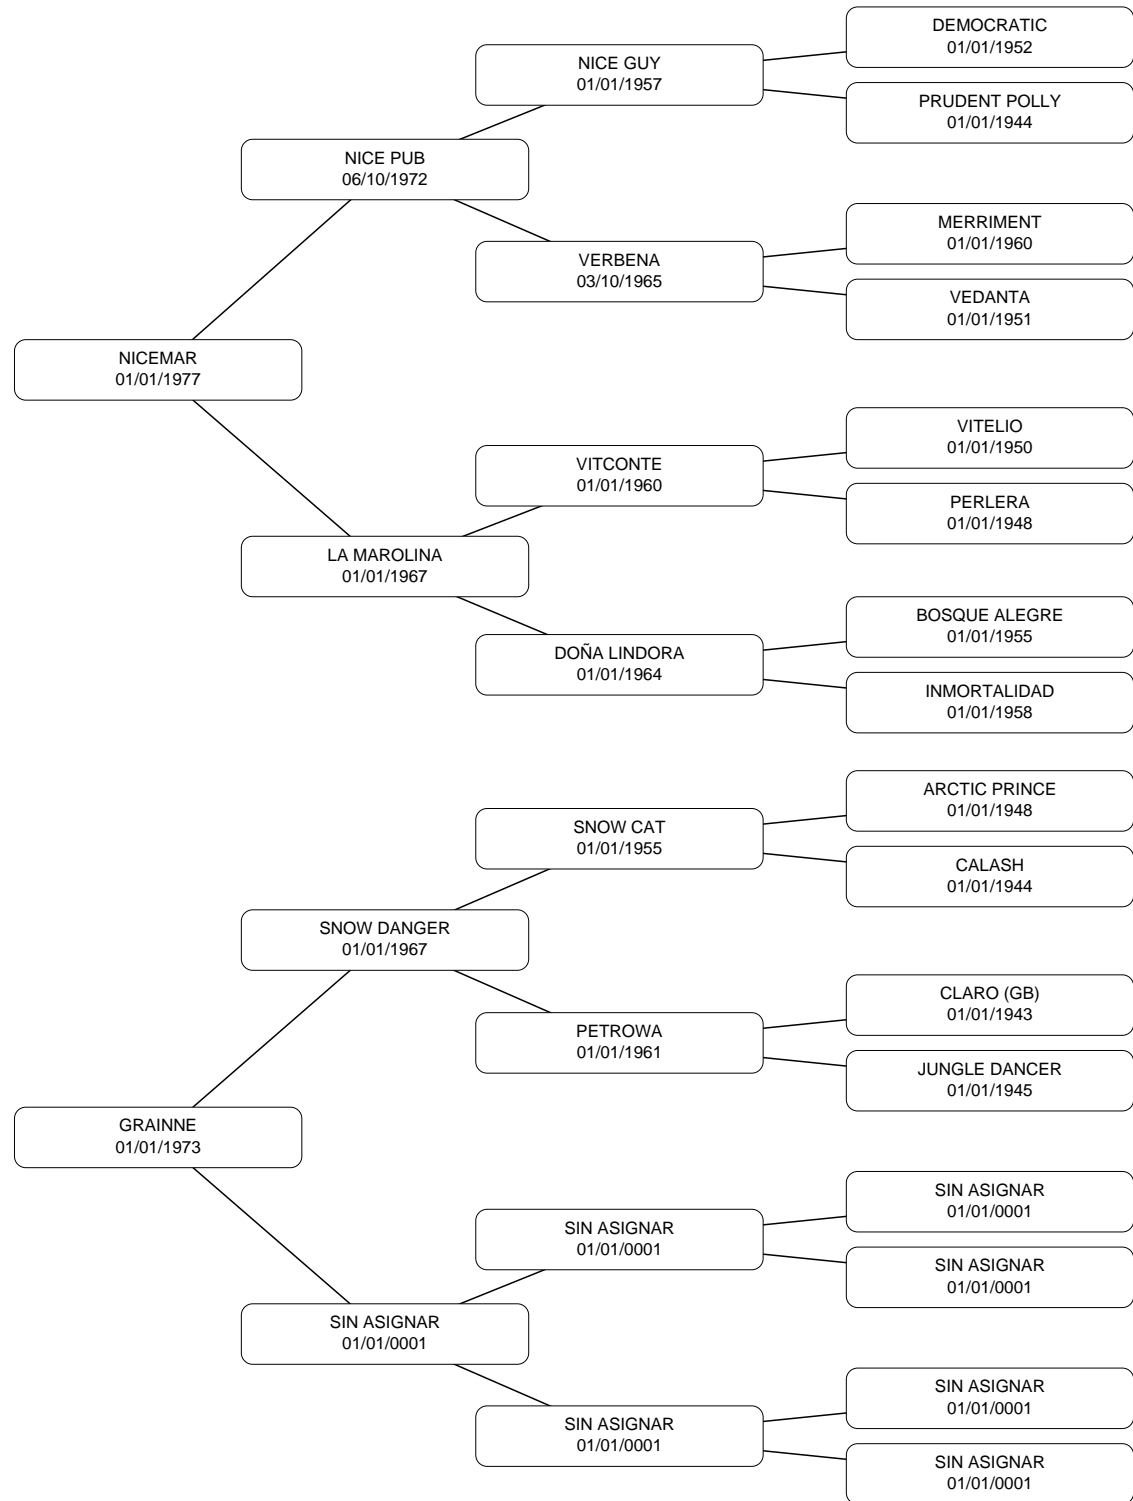 DEMOCRATIC
01/01/1952
NICE GUY
01/01/1957
PRUDENT POLLY
01/01/1944
NICE PUB
06/10/1972
MERRIMENT
01/01/1960
VERBENA
03/10/1965
VEDANTA
01/01/1951
NICEMAR
01/01/1977
VITELIO
01/01/1950
VITCONTE
01/01/1960
PERLERA
01/01/1948
LA MAROLINA
01/01/1967
BOSQUE ALEGRE
01/01/1955
DOÑA LINDORA
01/01/1964
INMORTALIDAD
01/01/1958
ARCTIC PRINCE
01/01/1948
SNOW CAT
01/01/1955
CALASH
01/01/1944
SNOW DANGER
01/01/1967
CLARO (GB)
01/01/1943
PETROWA
01/01/1961
JUNGLE DANCER
01/01/1945
GRAINNE
01/01/1973
SIN ASIGNAR
01/01/0001
SIN ASIGNAR
01/01/0001
SIN ASIGNAR
01/01/0001
SIN ASIGNAR
01/01/0001
SIN ASIGNAR
01/01/0001
SIN ASIGNAR
01/01/0001
SIN ASIGNAR
01/01/0001